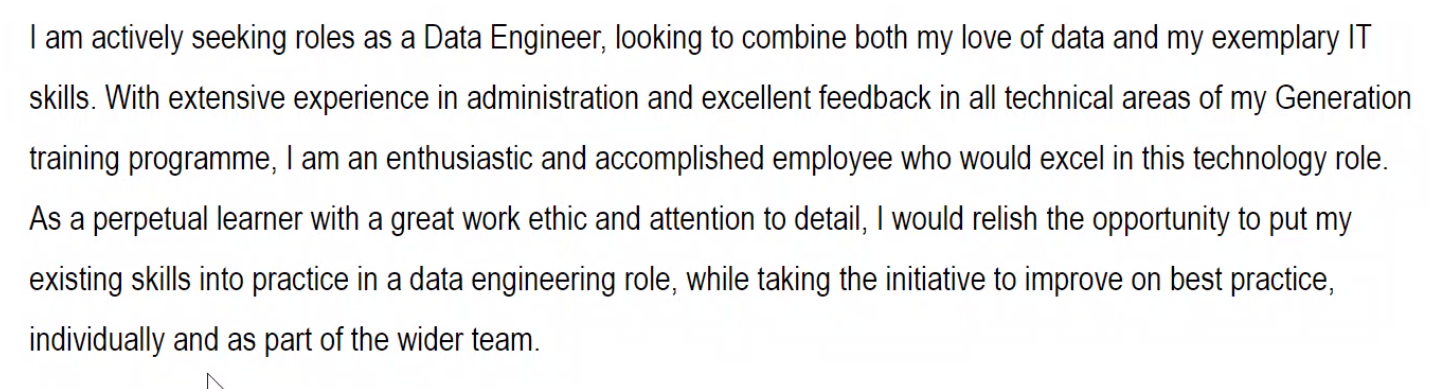 I am actively seeking roles as a Data Engineer, looking to combine both my love of data and my exemplary IT
skills. With extensive experience in administration and excellent feedback in all technical areas of my Generation
training programme, I am an enthusiastic and accomplished employee who would excel in this technology role.
As a perpetual learner with a great work ethic and attention to detail, I would relish the opportunity to put my
existing skills into practice in a data engineering role, while taking the initiative to improve on best practice,
individually and as part of the wider team.